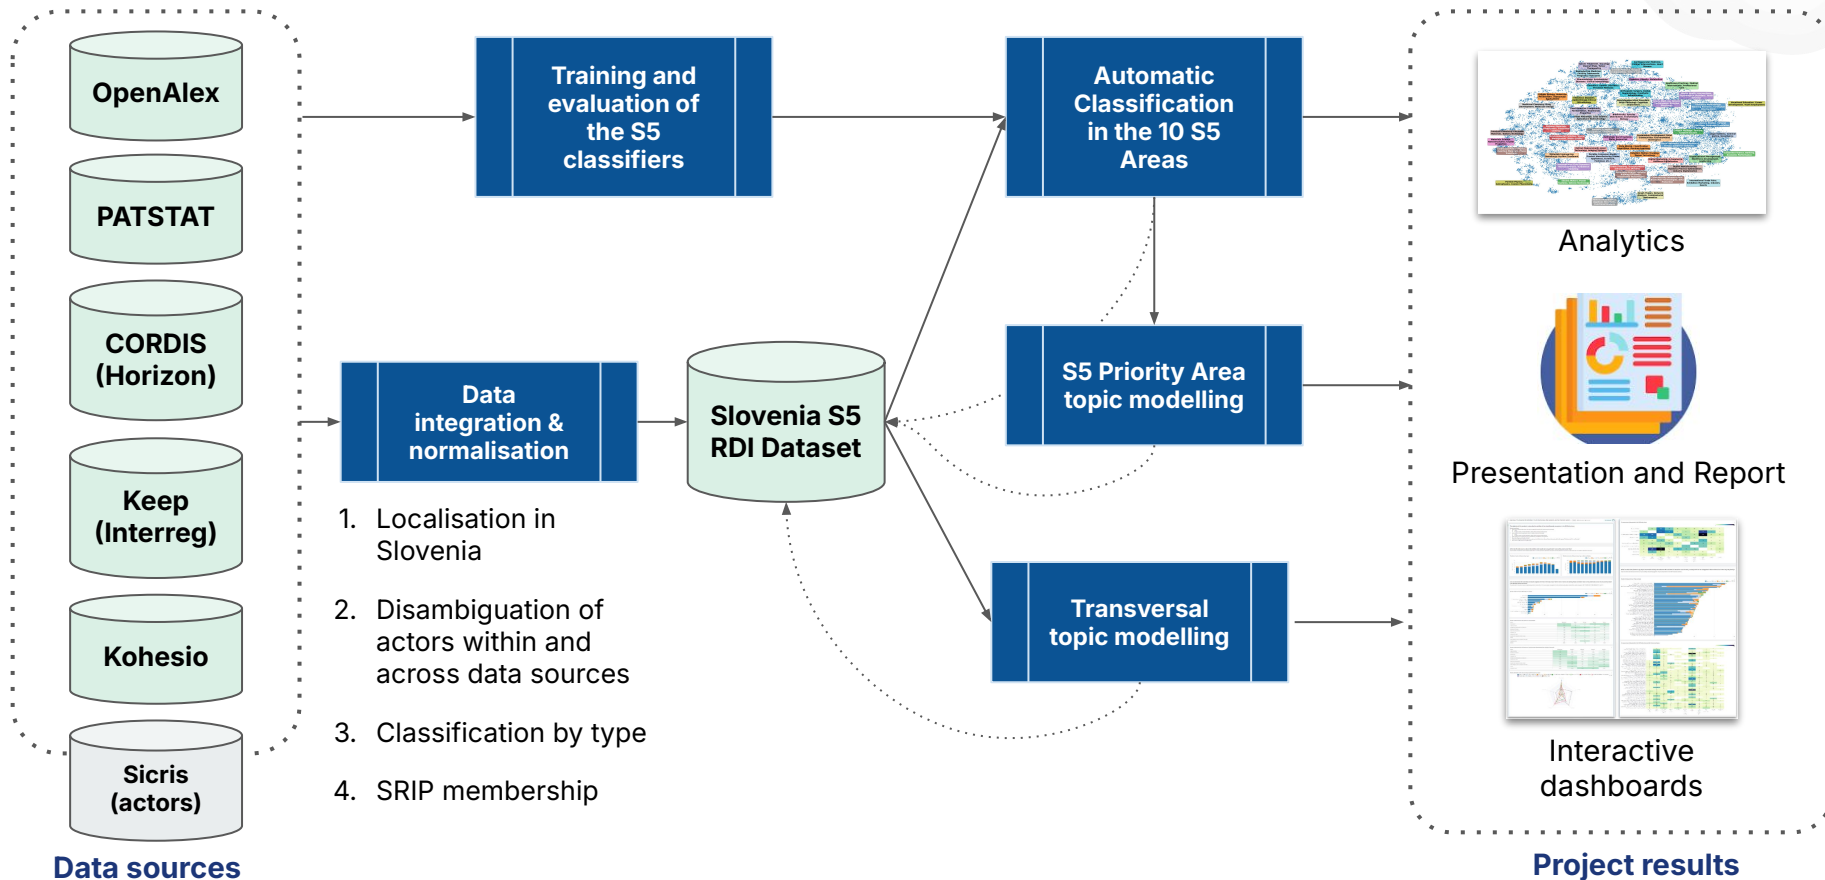 OpenAlex
PATSTAT
CORDIS
(Horizon)
Keep
(Interreg)
Kohesio
Sicris
(actors)
Data sources
Training and
evaluation of
the S5
classifiers
Data
integration &
normalisation
1. Localisation in
Slovenia
2. Disambiguation of
actors within and
across data sources
3. Classification by type
4. SRIP membership
Slovenia S5
RDI Dataset
Automatic
Classification
in the 10 S5
Areas
S5 Priority Area
topic modelling
Transversal
topic modelling
Analytics
Presentation and Report
Interactive
dashboards
Project results